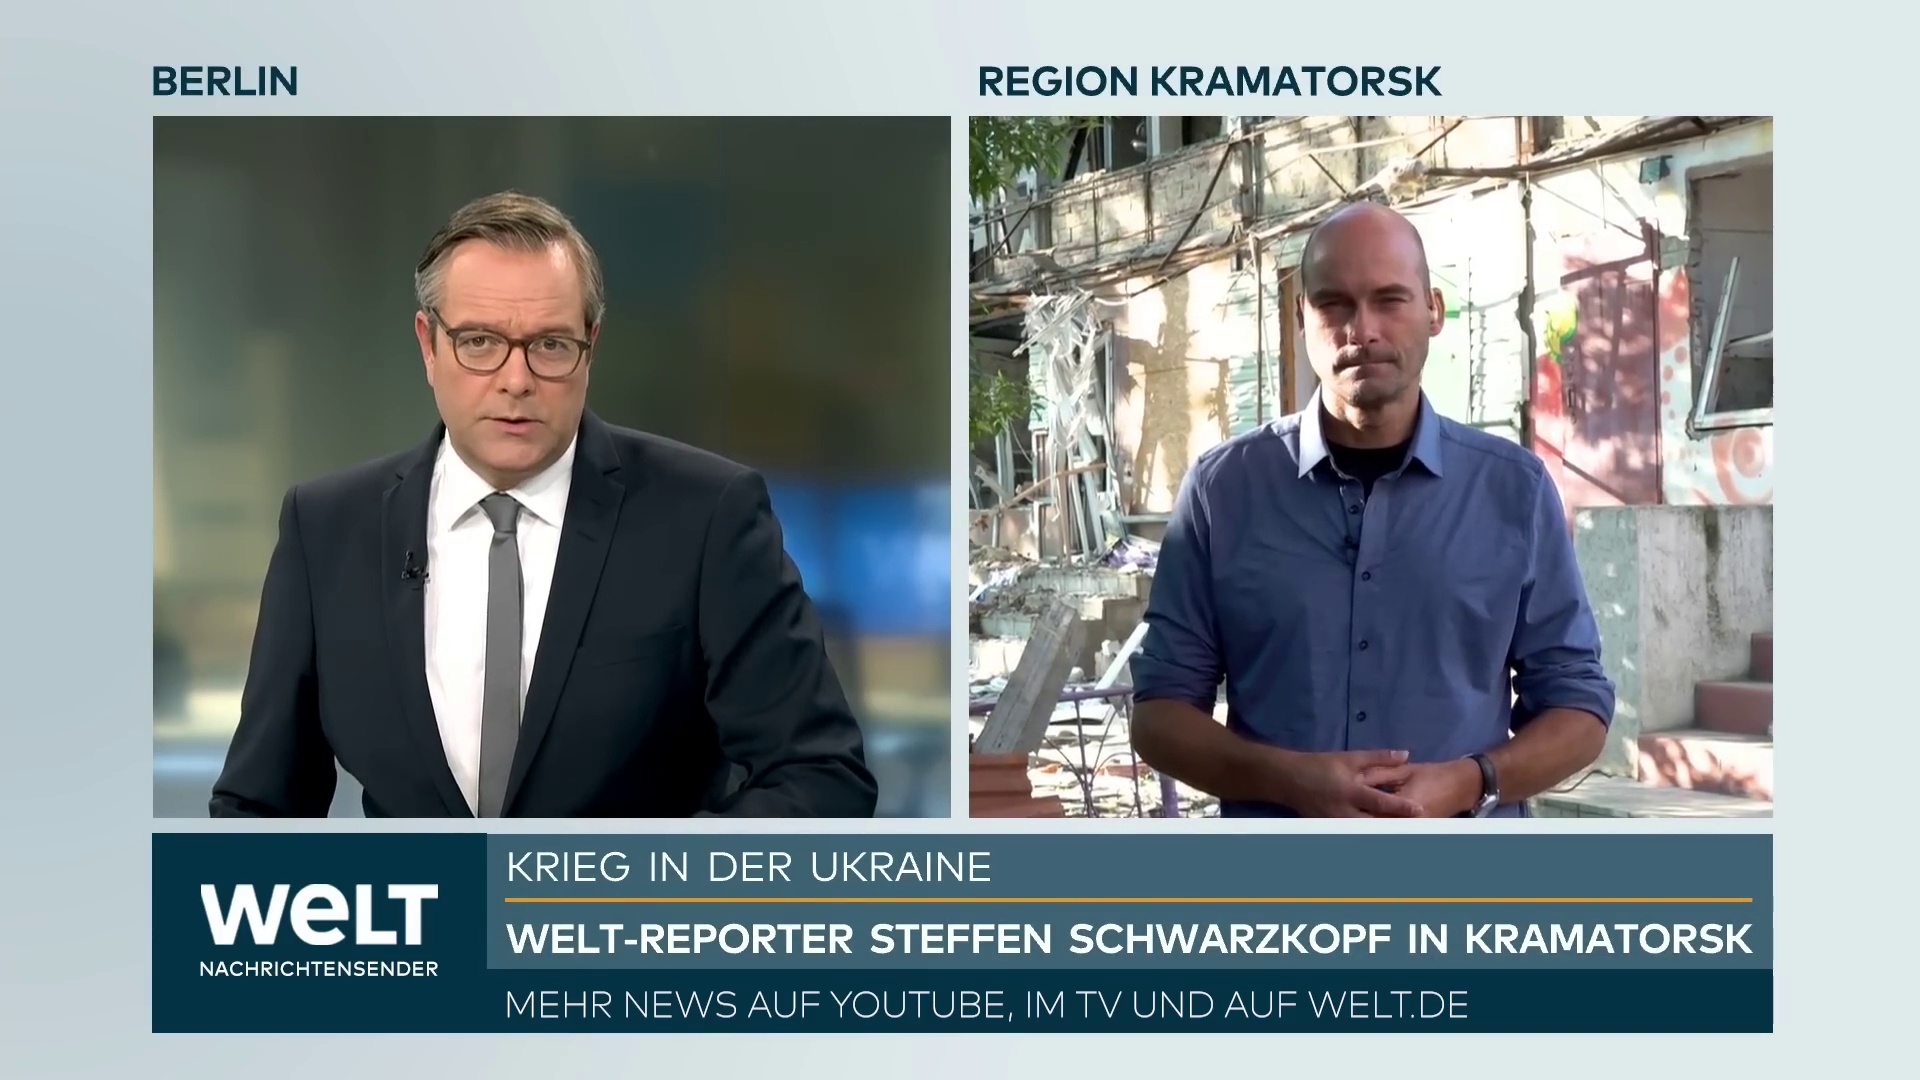 BERLIN
REGION KRAMATORSK
KRIEG IN DER UKRAINE
WELT-REPORTER STEFFEN SCHWARZKOPF IN KRAMATORSK
WELT
NACHRICHTENSENDER
MEHR NEWS AUF YOUTUBE, IM TV UND AUF WELT.DE